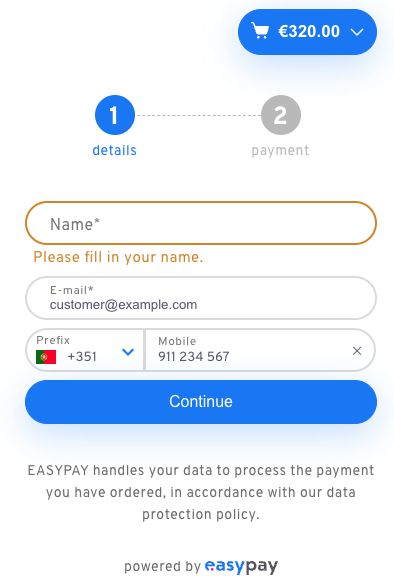 €320.00
1
2
details
payment
Name*
Please fill in your name.
E-mail*
customer@example.com
Prefix
Mobile
+351
911 234 567
Continue
EASYPAY handles your data to process the payment
you have ordered, in accordance with our data
protection policy.
powered by easypay